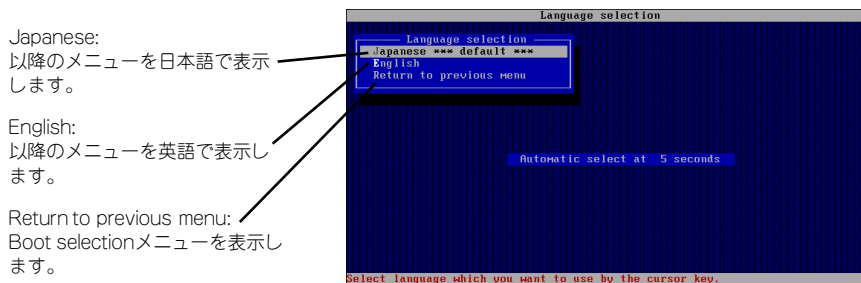 Japanese:
以降のメニューを日本語で表示
します。
English:
以降のメニューを英語で表示し
ます。
Return to previous menu:
Boot selectionメニューを表示し
ます。
Language selection
Language selection
Japanese *** default ***
English
Return to previous menu
Automatic select at 5 seconds
Select language which you want to use by the cursor key.